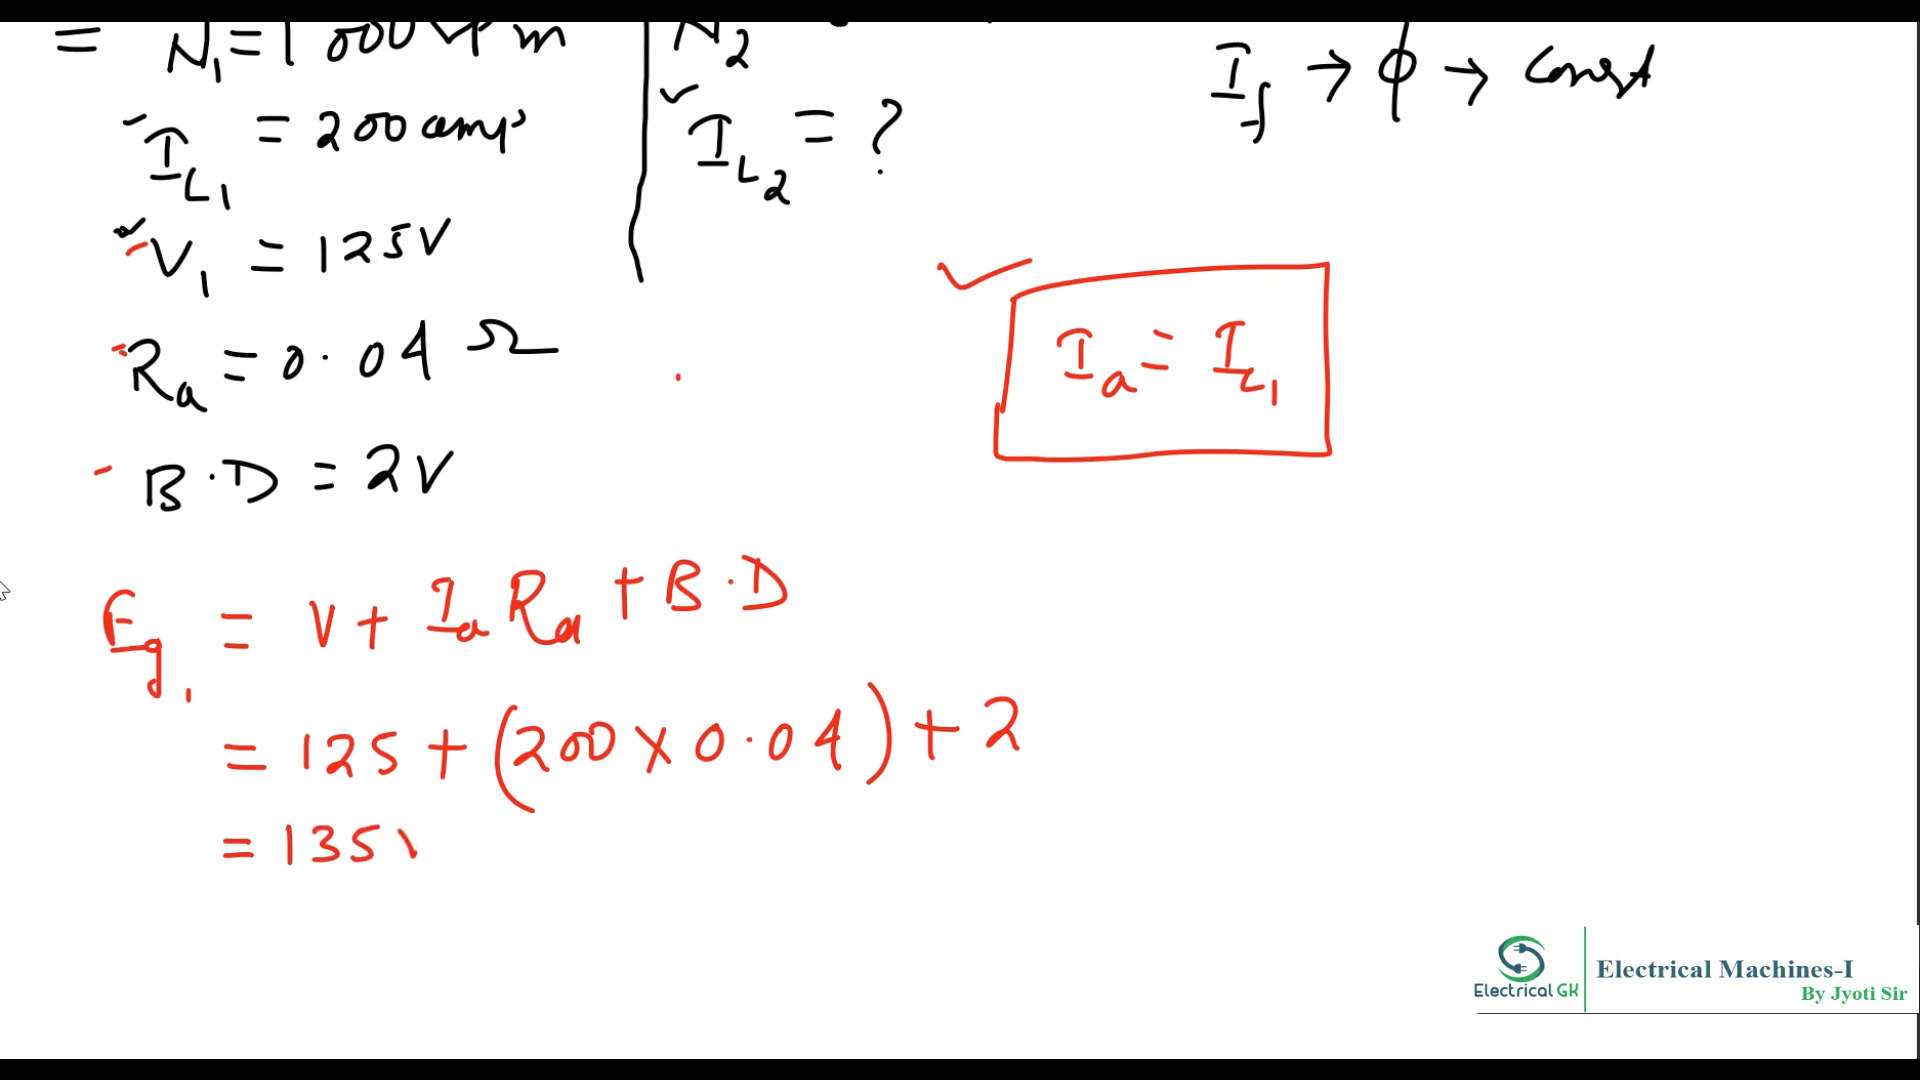 = N₁ = 1000 rpm
N₂
I_f → ϕ → Const
I_L₁ = 200 amp
I_L₂ = ?
V₁ = 125V
R_a = 0.04 Ω
I_a = I_L₁
B.D = 2V
E_g₁ = V + I_a R_a + B.D
= 125 + (200 × 0.04) + 2
= 135
Electrical GK
Electrical Machines-I
By Jyoti Sir